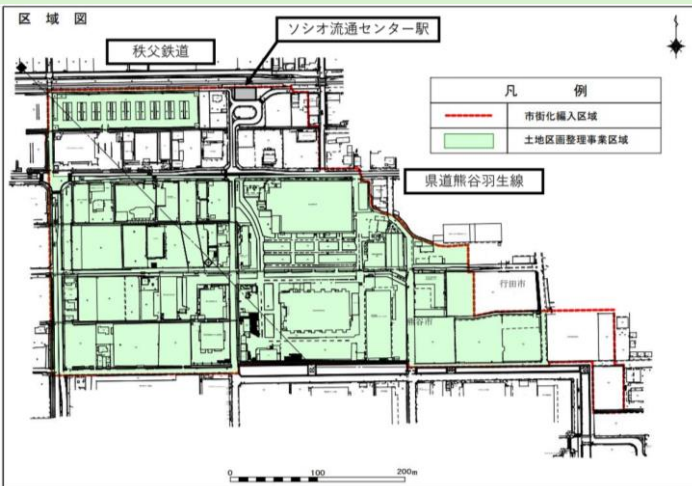 区域図
ソシオ流通センター駅
秩父鉄道
凡 例
市街化編入区域
土地区画整理事業区域
県道熊谷羽生線
行田市
熊谷市
0 100 200m